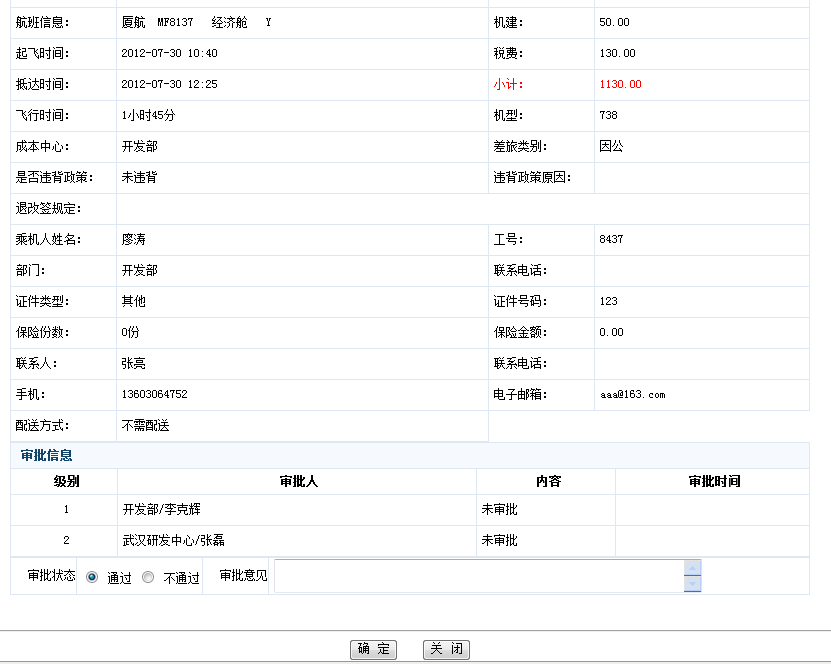 航班信息: 厦航 MF8137 经济舱 Y 机建: 50.00
起飞时间: 2012-07-30 10:40 税费: 130.00
抵达时间: 2012-07-30 12:25 小计: 1130.00
飞行时间: 1小时45分 机型: 738
成本中心: 开发部 差旅类别: 因公
是否违背政策: 未违背 违背政策原因:
退改签规定:
乘机人姓名: 廖涛 工号: 8437
部门: 开发部 联系电话:
证件类型: 其他 证件号码: 123
保险份数: 0份 保险金额: 0.00
联系人: 张亮 联系电话:
手机: 13603064752 电子邮箱: aaa@163.com
配送方式: 不需配送
审批信息
级别 审批人 内容 审批时间
1 开发部/李克辉 未审批
2 武汉研发中心/张磊 未审批
审批状态 通过 不通过 审批意见
确 定 关 闭